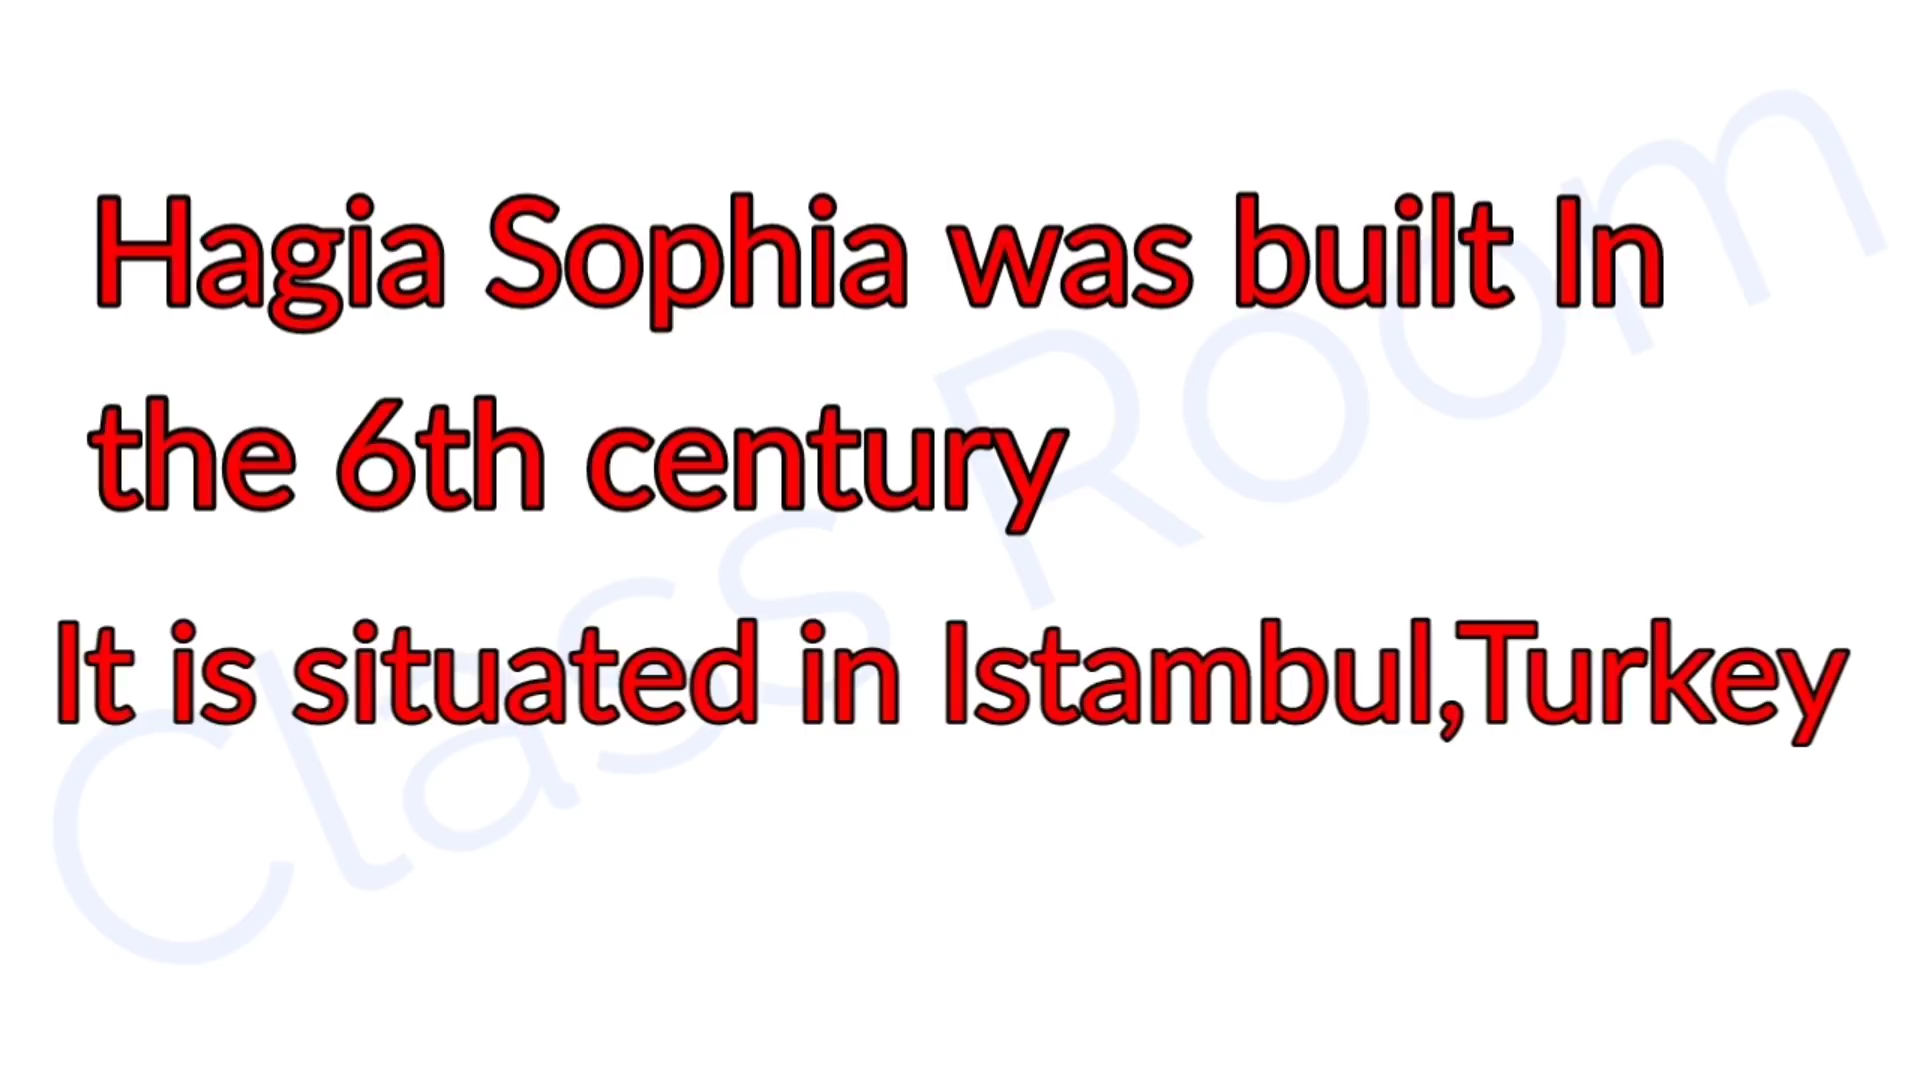 Hagia Sophia was built In
the 6th century
It is situated in Istambul,Turkey
Class Room